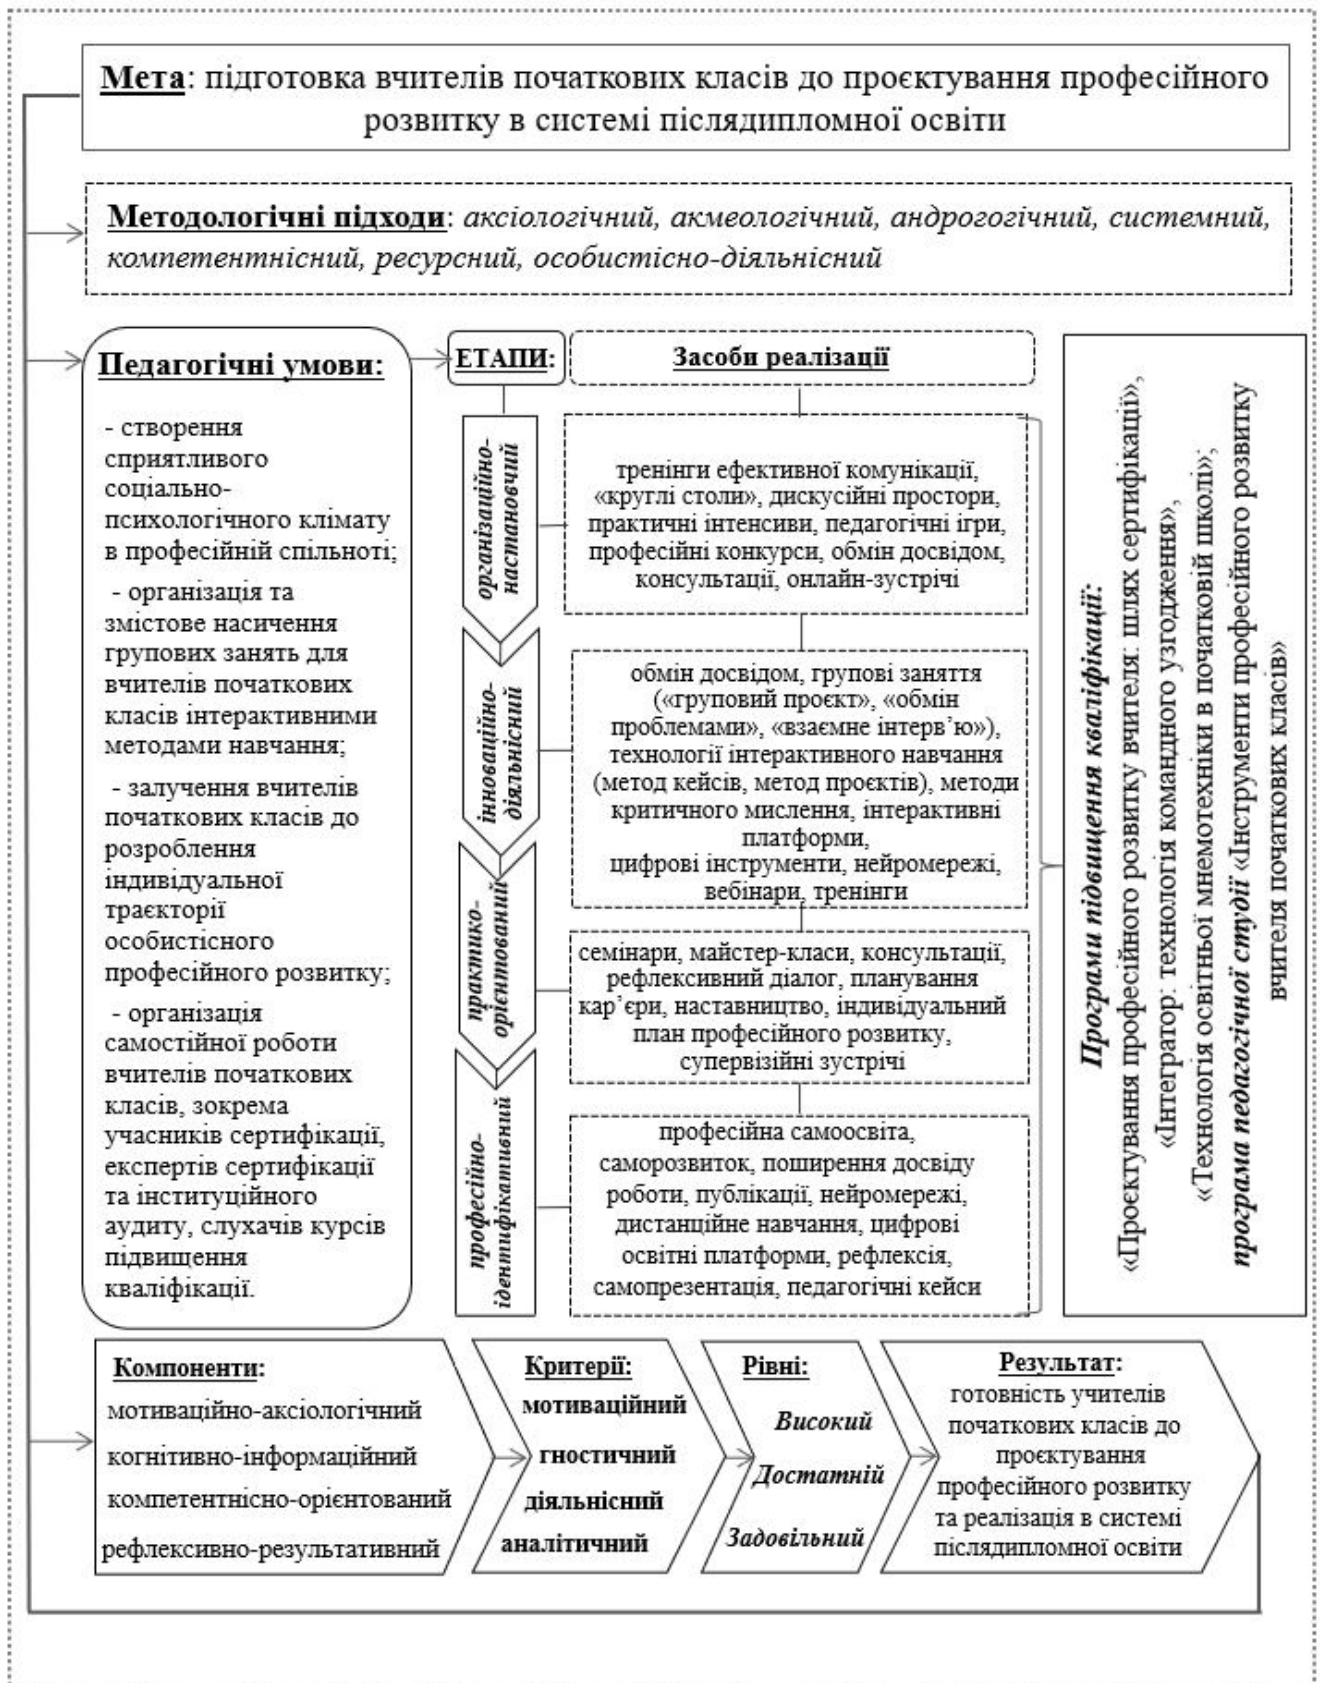 Мета: підготовка вчителів початкових класів до проєктування професійного
розвитку в системі післядипломної освіти
Методологічні підходи: аксіологічний, акмеологічний, андрогогічний, системний,
компетентнісний, ресурсний, особистісно-діяльнісний
Педагогічні умови:
- створення
сприятливого
соціально-
психологічного клімату
в професійній спільноті;
- організація та
змістове насичення
групових занять для
вчителів початкових
класів інтерактивними
методами навчання;
- залучення вчителів
початкових класів до
розроблення
індивідуальної
траєкторії
особистісного
професійного розвитку;
- організація
самостійної роботи
вчителів початкових
класів, зокрема
учасників сертифікації,
експертів сертифікації
та інституційного
аудиту, слухачів курсів
підвищення
кваліфікації.
ЕТАПИ:
Засоби реалізації
організаційно-
настановчий
тренінги ефективної комунікації,
«круглі столи», дискусійні простори,
практичні інтенсиви, педагогічні ігри,
професійні конкурси, обмін досвідом,
консультації, онлайн-зустрічі
інноваційно-
діяльнісний
обмін досвідом, групові заняття
(«груповий проєкт», «обмін
проблемами», «взаємне інтерв’ю»),
технології інтерактивного навчання
(метод кейсів, метод проєктів), методи
критичного мислення, інтерактивні
платформи,
цифрові інструменти, нейромережі,
вебінари, тренінги
практико-
орієнтований
семінари, майстер-класи, консультації,
рефлексивний діалог, планування
кар’єри, наставництво, індивідуальний
план професійного розвитку,
супервізійні зустрічі
професійно-
ідентифікативний
професійна самоосвіта,
саморозвиток, поширення досвіду
роботи, публікації, нейромережі,
дистанційне навчання, цифрові
освітні платформи, рефлексія,
самопрезентація, педагогічні кейси
Програми підвищення кваліфікації:
«Проєктування професійного розвитку вчителя: шлях сертифікації»,
«Інтегратор: технологія командного узгодження»,
«Технологія освітньої мнемотехніки в початковій школі»;
програма педагогічної студії «Інструменти професійного розвитку
вчителя початкових класів»
Компоненти:
мотиваційно-аксіологічний
когнітивно-інформаційний
компетентнісно-орієнтований
рефлексивно-результативний
Критерії:
мотиваційний
гностичний
діяльнісний
аналітичний
Рівні:
Високий
Достатній
Задовільний
Результат:
готовність учителів
початкових класів до
проєктування
професійного розвитку
та реалізація в системі
післядипломної освіти